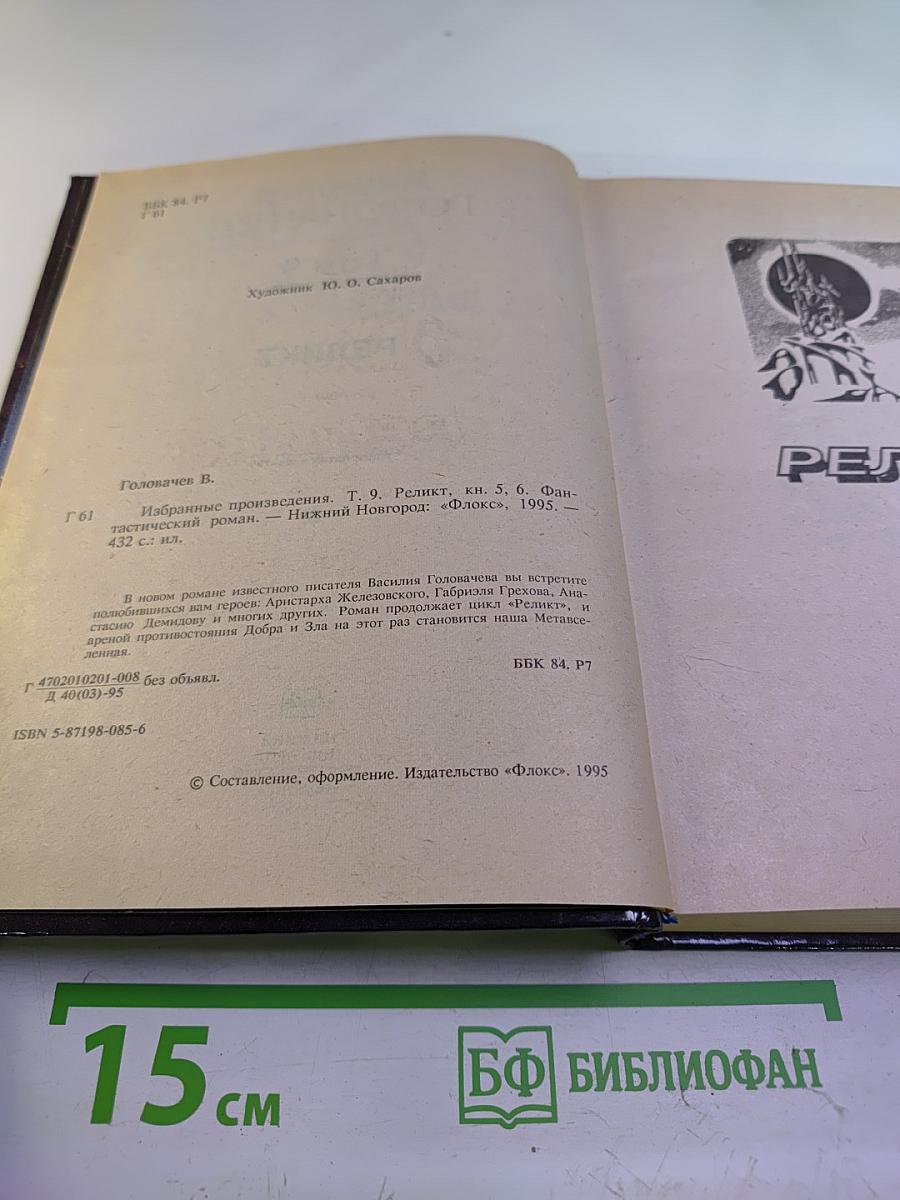 ББК 84. Р7
Г 61
Художник Ю. О. Сахаров
Головачев В.
Г 61 Избранные произведения. Т. 9. Реликт, кн. 5, 6. Фан-
тастический роман. — Нижний Новгород: «Флокс», 1995. —
432 с.: ил.
В новом романе известного писателя Василия Головачева вы встретите
полюбившихся вам героев: Аристарха Железовского, Габриэля Грехова, Ана-
стасию Демидову и многих других. Роман продолжает цикл «Реликт», и
ареной противостояния Добра и Зла на этот раз становится наша Метавсе-
ленная.
Г 4702010201-008 без объявл.
Д 40(03)-95
ББК 84. Р7
ISBN 5-87198-085-6
© Составление, оформление. Издательство «Флокс». 1995
РЕЛ
15 см
БФ БИБЛИОФАН